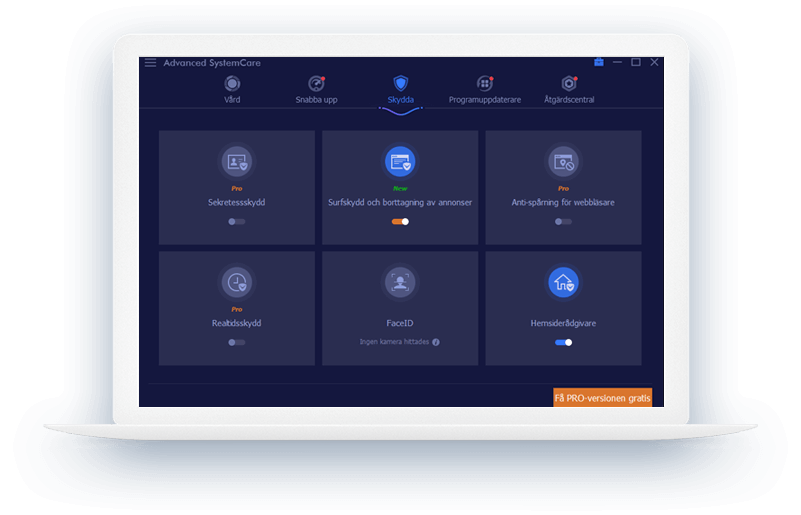 Advanced SystemCare
Vård
Snabba upp
Skydda
Programuppdaterare
Åtgärdscentral
Pro
Sekretessskydd
New
Surfskydd och borttagning av annonser
Pro
Anti-spårning för webbläsare
Pro
Realtidsskydd
FaceID
Ingen kamera hittades
Hemsiderådgivare
Få PRO-versionen gratis